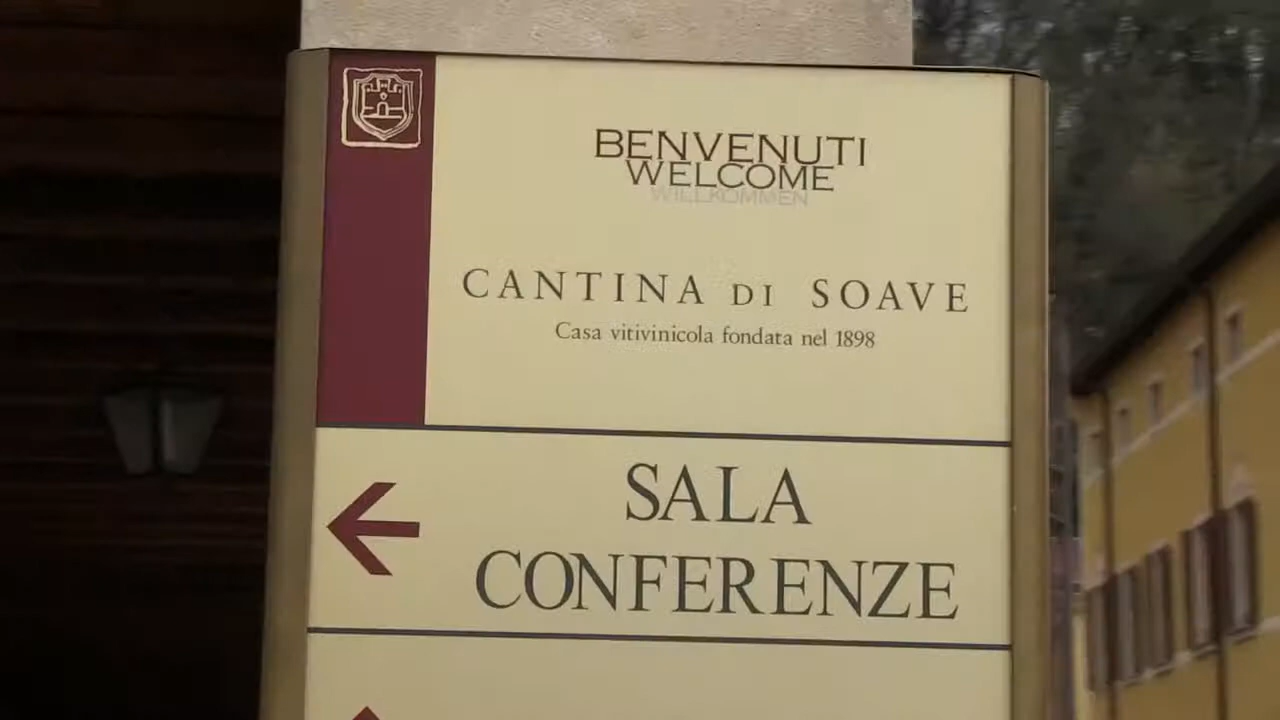 BENVENUTI
WELCOME
WILLKOMMEN
CANTINA DI SOAVE
Casa vitivinicola fondata nel 1898
SALA
CONFERENZE